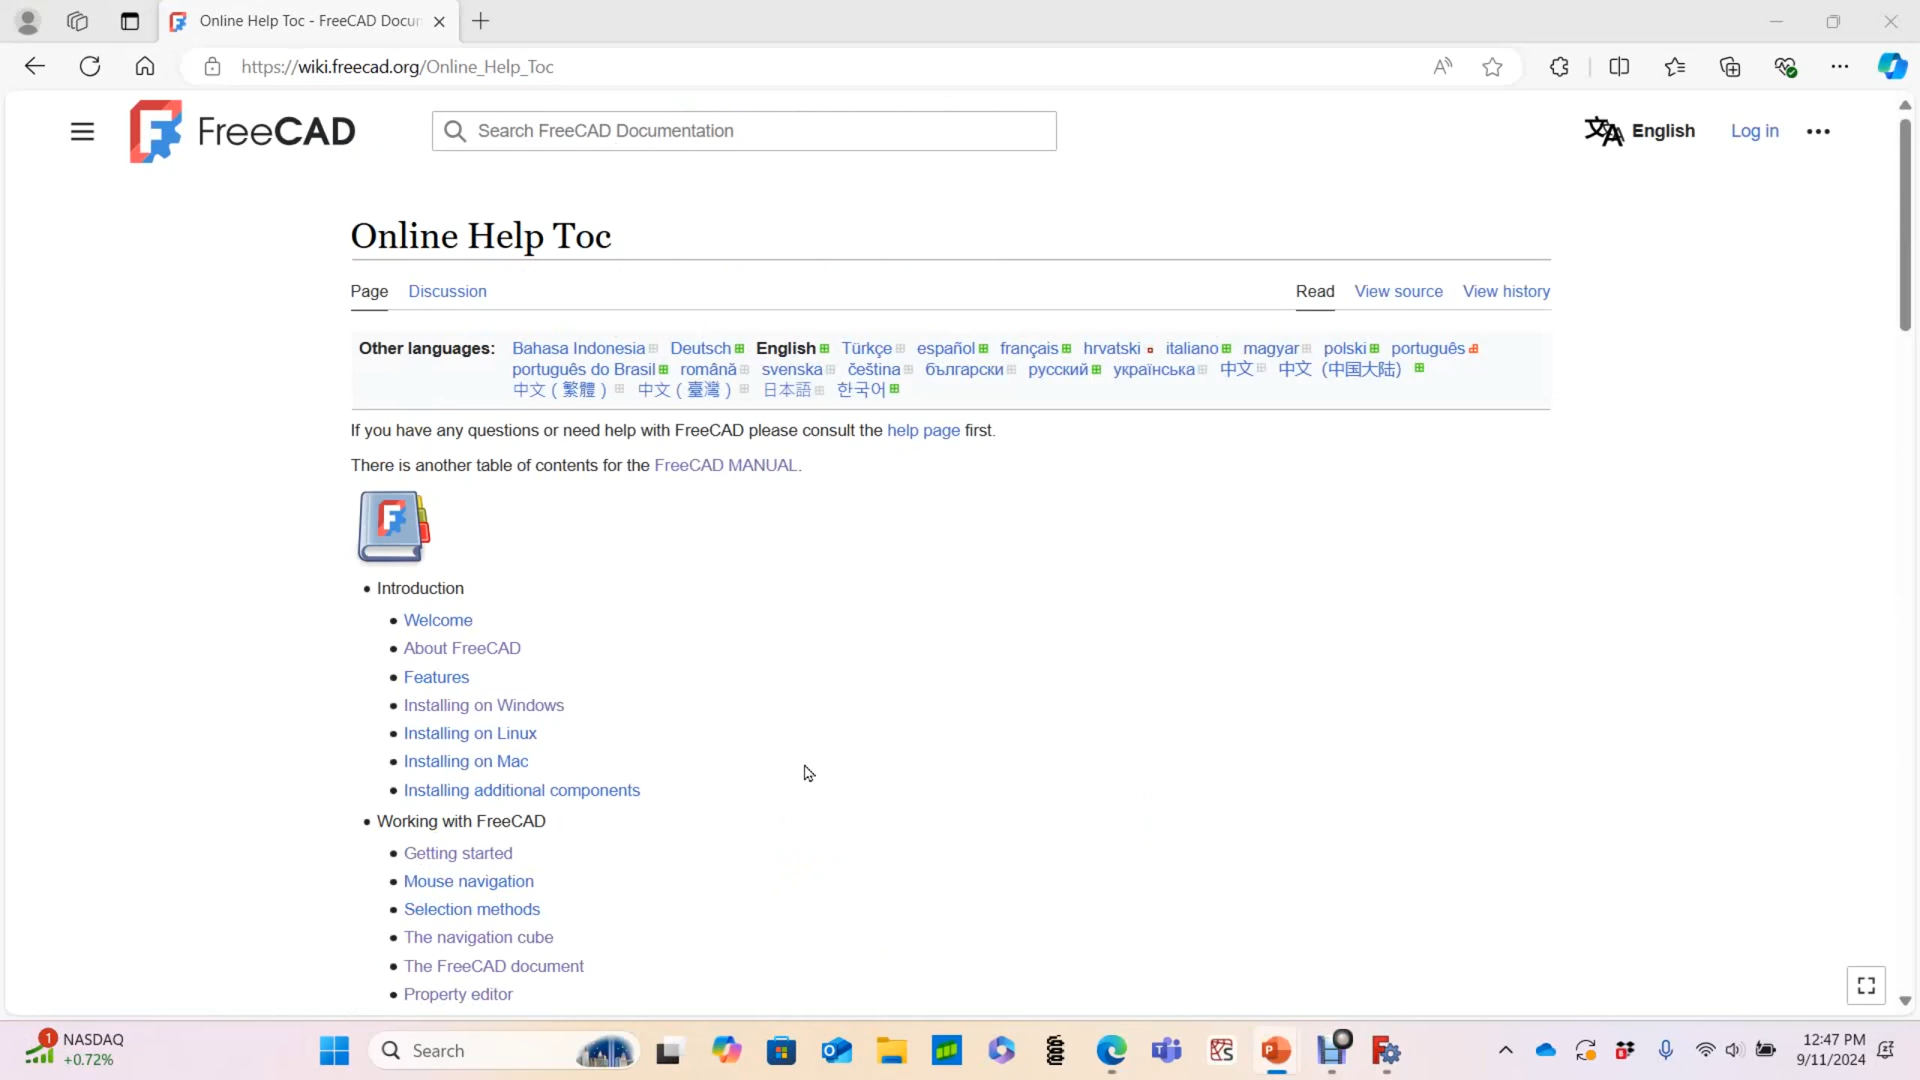 Online Help Toc - FreeCAD Docum
https://wiki.freecad.org/Online_Help_Toc
FreeCAD
Search FreeCAD Documentation
English
Log in
Online Help Toc
Page Discussion Read View source View history
Other languages: Bahasa Indonesia Deutsch English Türkçe español français hrvatski italiano magyar polski português
português do Brasil română svenska čeština български русский українська 中文 中文（中国大陆）
中文（繁體） 中文（臺灣） 日本語 한국어
If you have any questions or need help with FreeCAD please consult the help page first.
There is another table of contents for the FreeCAD MANUAL.
• Introduction
• Welcome
• About FreeCAD
• Features
• Installing on Windows
• Installing on Linux
• Installing on Mac
• Installing additional components
• Working with FreeCAD
• Getting started
• Mouse navigation
• Selection methods
• The navigation cube
• The FreeCAD document
• Property editor
1 NASDAQ
+0.72%
Search
12:47 PM
9/11/2024